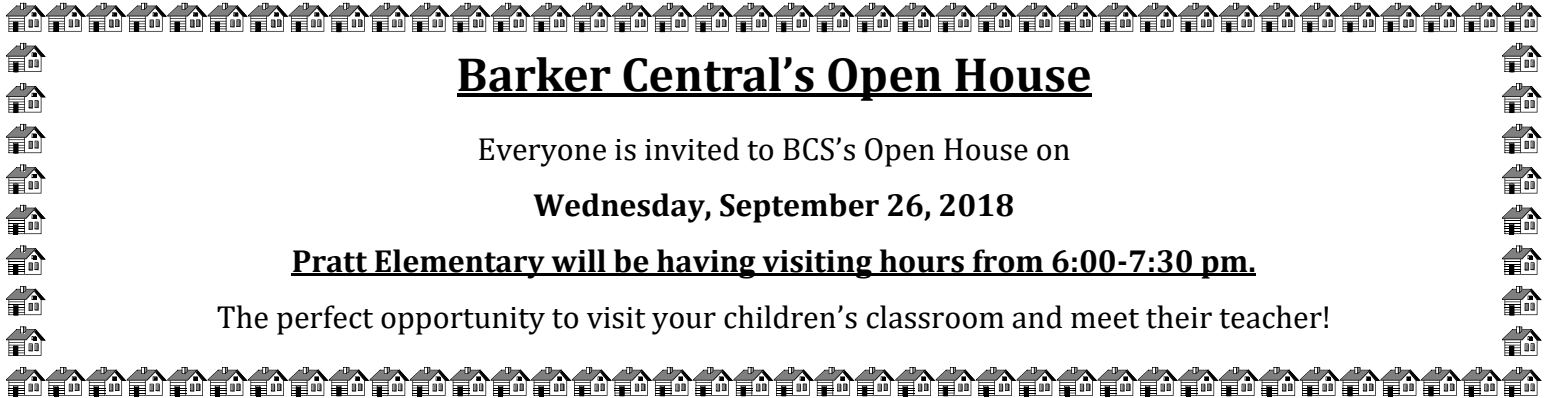 Barker Central’s Open House
Everyone is invited to BCS’s Open House on
Wednesday, September 26, 2018
Pratt Elementary will be having visiting hours from 6:00-7:30 pm.
The perfect opportunity to visit your children’s classroom and meet their teacher!